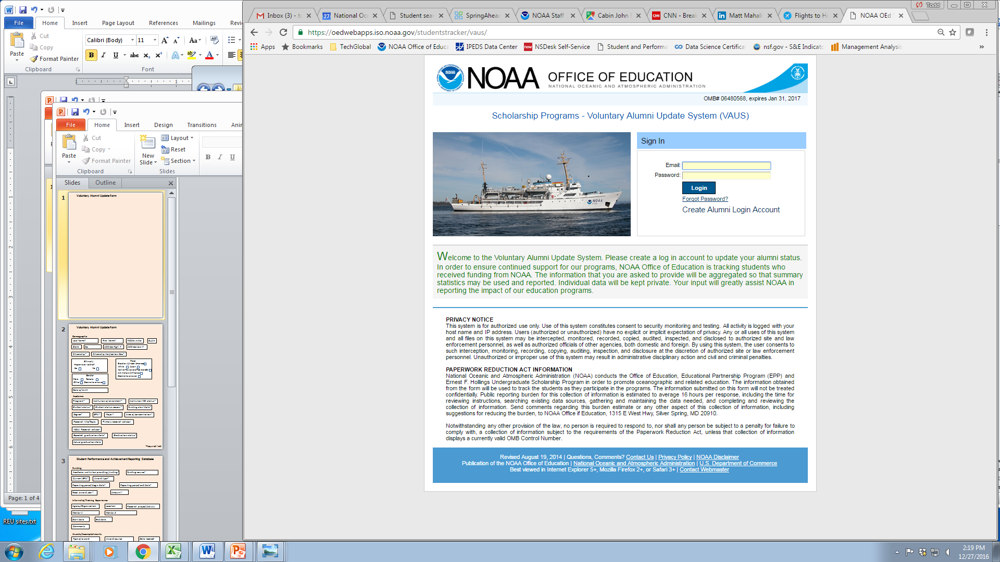 File
Home
Insert
Page Layout
References
Mailings
Cut
Copy
Format Painter
Paste
Clipboard
Calibri (Body)
11
Font
File
Home
Insert
Design
Transitions
Cut
Copy
Format Painter
Paste
Clipboard
New
Slide
Layout
Reset
Section
Slides
Slides
Outline
1
Voluntary Alumni Update Form
2
Voluntary Alumni Update Form
3
Student Performance and Achievement Reporting Database
Page: 1 of 4
REU sites.txt
Todd
Inbox (3) - t
National Oc
Student sear
SpringAhea
NOAA Staff
Cabin John
CNN - Break
Matt Mahali
Flights to H
NOAA OEd
https://oedwebapps.iso.noaa.gov/studentstracker/vaus/
Apps
Bookmarks
TechGlobal
NOAA Office of Educa
IPEDS Data Center
NSDesk Self-Service
Student and Performa
Data Science Certifica
nsf.gov - S&E Indicato
Management Analysis
NOAA OFFICE OF EDUCATION
NATIONAL OCEANIC AND ATMOSPHERIC ADMINISTRATION
OMB# 06480568, expires Jan 31, 2017
Scholarship Programs - Voluntary Alumni Update System (VAUS)
NOAA
Sign In
Email:
Password:
Login
Forgot Password?
Create Alumni Login Account
Welcome to the Voluntary Alumni Update System. Please create a log in account to update your alumni status.
In order to ensure continued support for our programs, NOAA Office of Education is tracking students who
received funding from NOAA. The information that you are asked to provide will be aggregated so that summary
statistics may be used and reported. Individual data will be kept private. Your input will greatly assist NOAA in
reporting the impact of our education programs.
PRIVACY NOTICE
This system is for authorized use only. Use of this system constitutes consent to security monitoring and testing. All activity is logged with your
host name and IP address. Users (authorized or unauthorized) have no explicit or implicit expectation of privacy. Any or all uses of this system
and all files on this system may be intercepted, monitored, recorded, copied, audited, inspected, and disclosed to authorized site and law
enforcement personnel, as well as authorized officials of other agencies, both domestic and foreign. By using this system, the user consents to
such interception, monitoring, recording, copying, auditing, inspection, and disclosure at the discretion of authorized site or law enforcement
personnel. Unauthorized or improper use of this system may result in administrative disciplinary action and civil and criminal penalties.
PAPERWORK REDUCTION ACT INFORMATION
National Oceanic and Atmospheric Administration (NOAA) conducts the Office of Education, Educational Partnership Program (EPP) and
Ernest F. Hollings Undergraduate Scholarship Program in order to promote oceanographic and related education. The information obtained
from the form will be used to track the students as they participate in the programs. The information submitted on this form will not be treated
confidentially. Public reporting burden for this collection of information is estimated to average 16 hours per response, including the time for
reviewing instructions, searching existing data sources, gathering and maintaining the data needed, and completing and reviewing the
collection of information. Send comments regarding this burden estimate or any other aspect of this collection of information, including
suggestions for reducing the burden, to NOAA Office if Education, 1315 E West Hwy, Silver Spring, MD 20910.
Notwithstanding any other provision of the law, no person is required to respond to, nor shall any person be subject to a penalty for failure to
comply with, a collection of information subject to the requirements of the Paperwork Reduction Act, unless that collection of information
displays a currently valid OMB Control Number.
Revised August 19, 2014 | Questions, Comments? Contact Us | Privacy Policy | NOAA Disclaimer
Publication of the NOAA Office of Education | National Oceanic and Atmospheric Administration | U.S. Department of Commerce
Best viewed in Internet Explorer 5+, Mozilla Firefox 2+, or Safari 3+ | Contact Webmaster
2:19 PM
12/27/2016